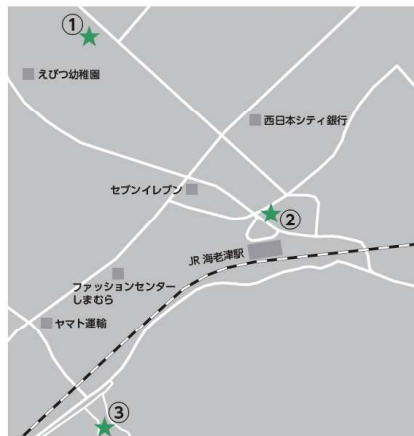 ①
えびつ幼稚園
西日本シティ銀行
セブンイレブン
②
JR 海老津駅
ファッションセンター
しまむら
ヤマト運輸
③